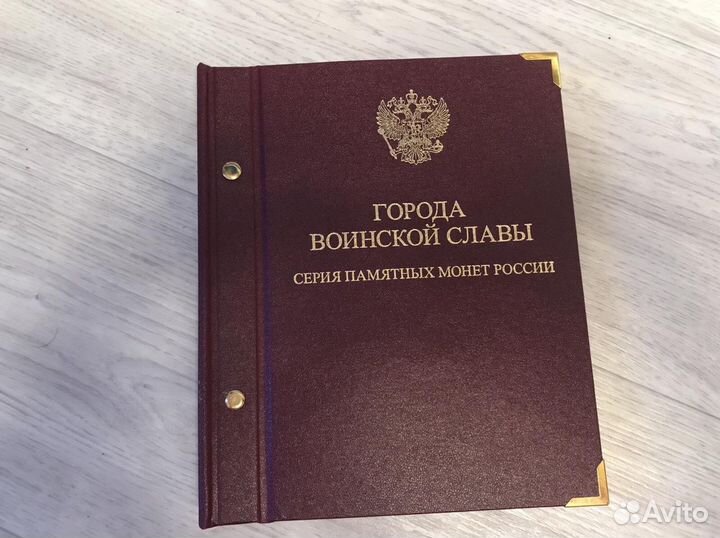 ГОРОДА
ВОИНСКОЙ СЛАВЫ
СЕРИЯ ПАМЯТНЫХ МОНЕТ РОССИИ
Avito